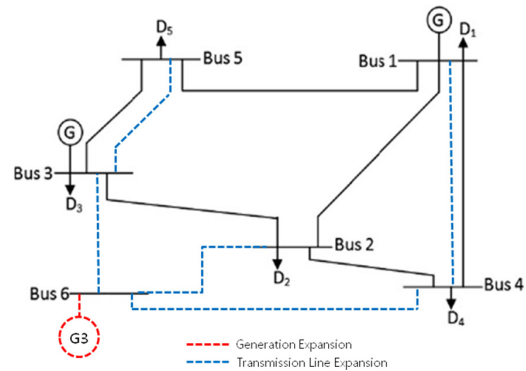 D5
G
D1
Bus 5
Bus 1
G
Bus 3
D3
Bus 2
D2
Bus 6
Bus 4
D4
G3
Generation Expansion
Transmission Line Expansion